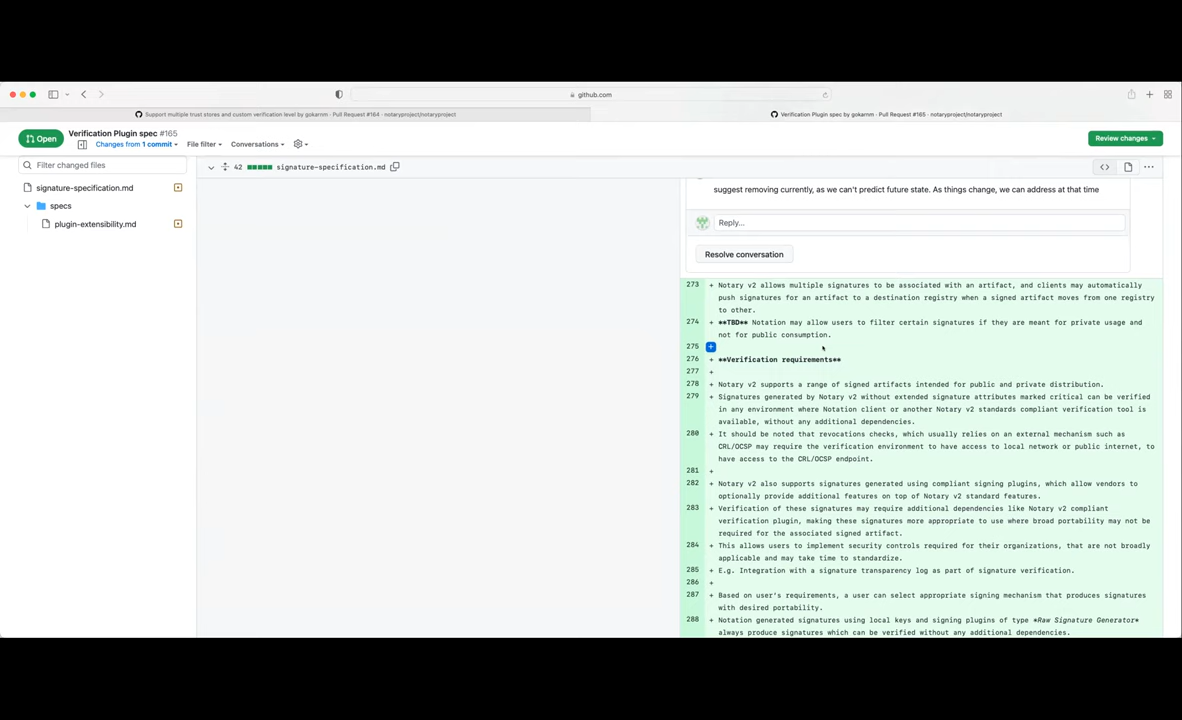 github.com
Support multiple trust stores and custom verification level by gokarnm · Pull Request #164 · notaryproject/notaryproject
Verification Plugin spec by gokarnm · Pull Request #165 · notaryproject/notaryproject
Open
Verification Plugin spec #165
Changes from 1 commit
File filter
Conversations
Review changes
Filter changed files
42
signature-specification.md
signature-specification.md
specs
plugin-extensibility.md
suggest removing currently, as we can't predict future state. As things change, we can address at that time
Reply...
Resolve conversation
273 + Notary v2 allows multiple signatures to be associated with an artifact, and clients may automatically
push signatures for an artifact to a destination registry when a signed artifact moves from one registry
to other.
274 + **TBD** Notation may allow users to filter certain signatures if they are meant for private usage and
not for public consumption.
275 +
276 + **Verification requirements**
277 +
278 + Notary v2 supports a range of signed artifacts intended for public and private distribution.
279 + Signatures generated by Notary v2 without extended signature attributes marked critical can be verified
in any environment where Notation client or another Notary v2 standards compliant verification tool is
available, without any additional dependencies.
280 + It should be noted that revocations checks, which usually relies on an external mechanism such as
CRL/OCSP may require the verification environment to have access to local network or public internet, to
have access to the CRL/OCSP endpoint.
281 +
282 + Notary v2 also supports signatures generated using compliant signing plugins, which allow vendors to
optionally provide additional features on top of Notary v2 standard features.
283 + Verification of these signatures may require additional dependencies like Notary v2 compliant
verification plugin, making these signatures more appropriate to use where broad portability may not be
required for the associated signed artifact.
284 + This allows users to implement security controls required for their organizations, that are not broadly
applicable and may take time to standardize.
285 + E.g. Integration with a signature transparency log as part of signature verification.
286 +
287 + Based on user's requirements, a user can select appropriate signing mechanism that produces signatures
with desired portability.
288 + Notation generated signatures using local keys and signing plugins of type *Raw Signature Generator*
always produce signatures which can be verified without any additional dependencies.